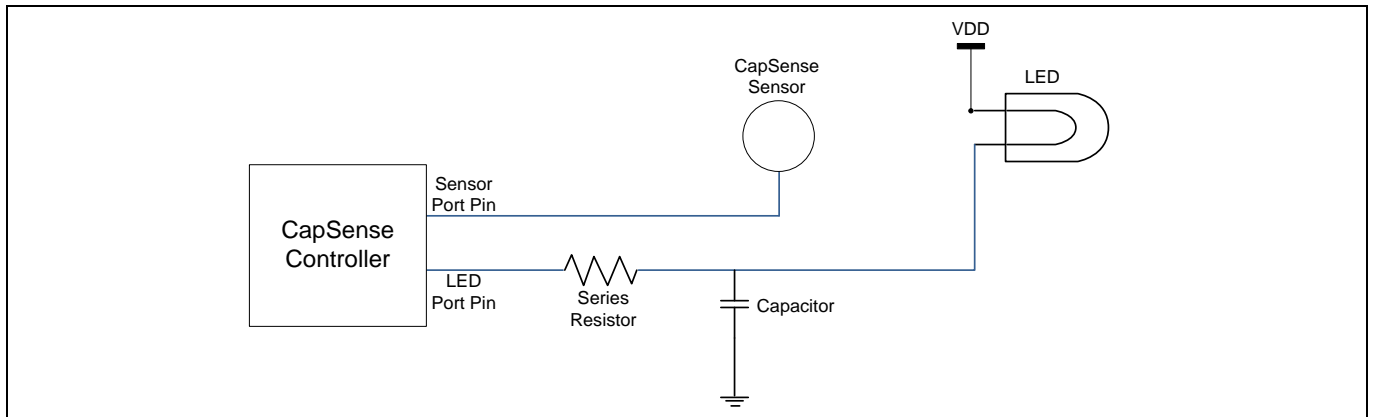 VDD
LED
CapSense
Sensor
Sensor
Port Pin
CapSense
Controller
LED
Port Pin
Series
Resistor
Capacitor